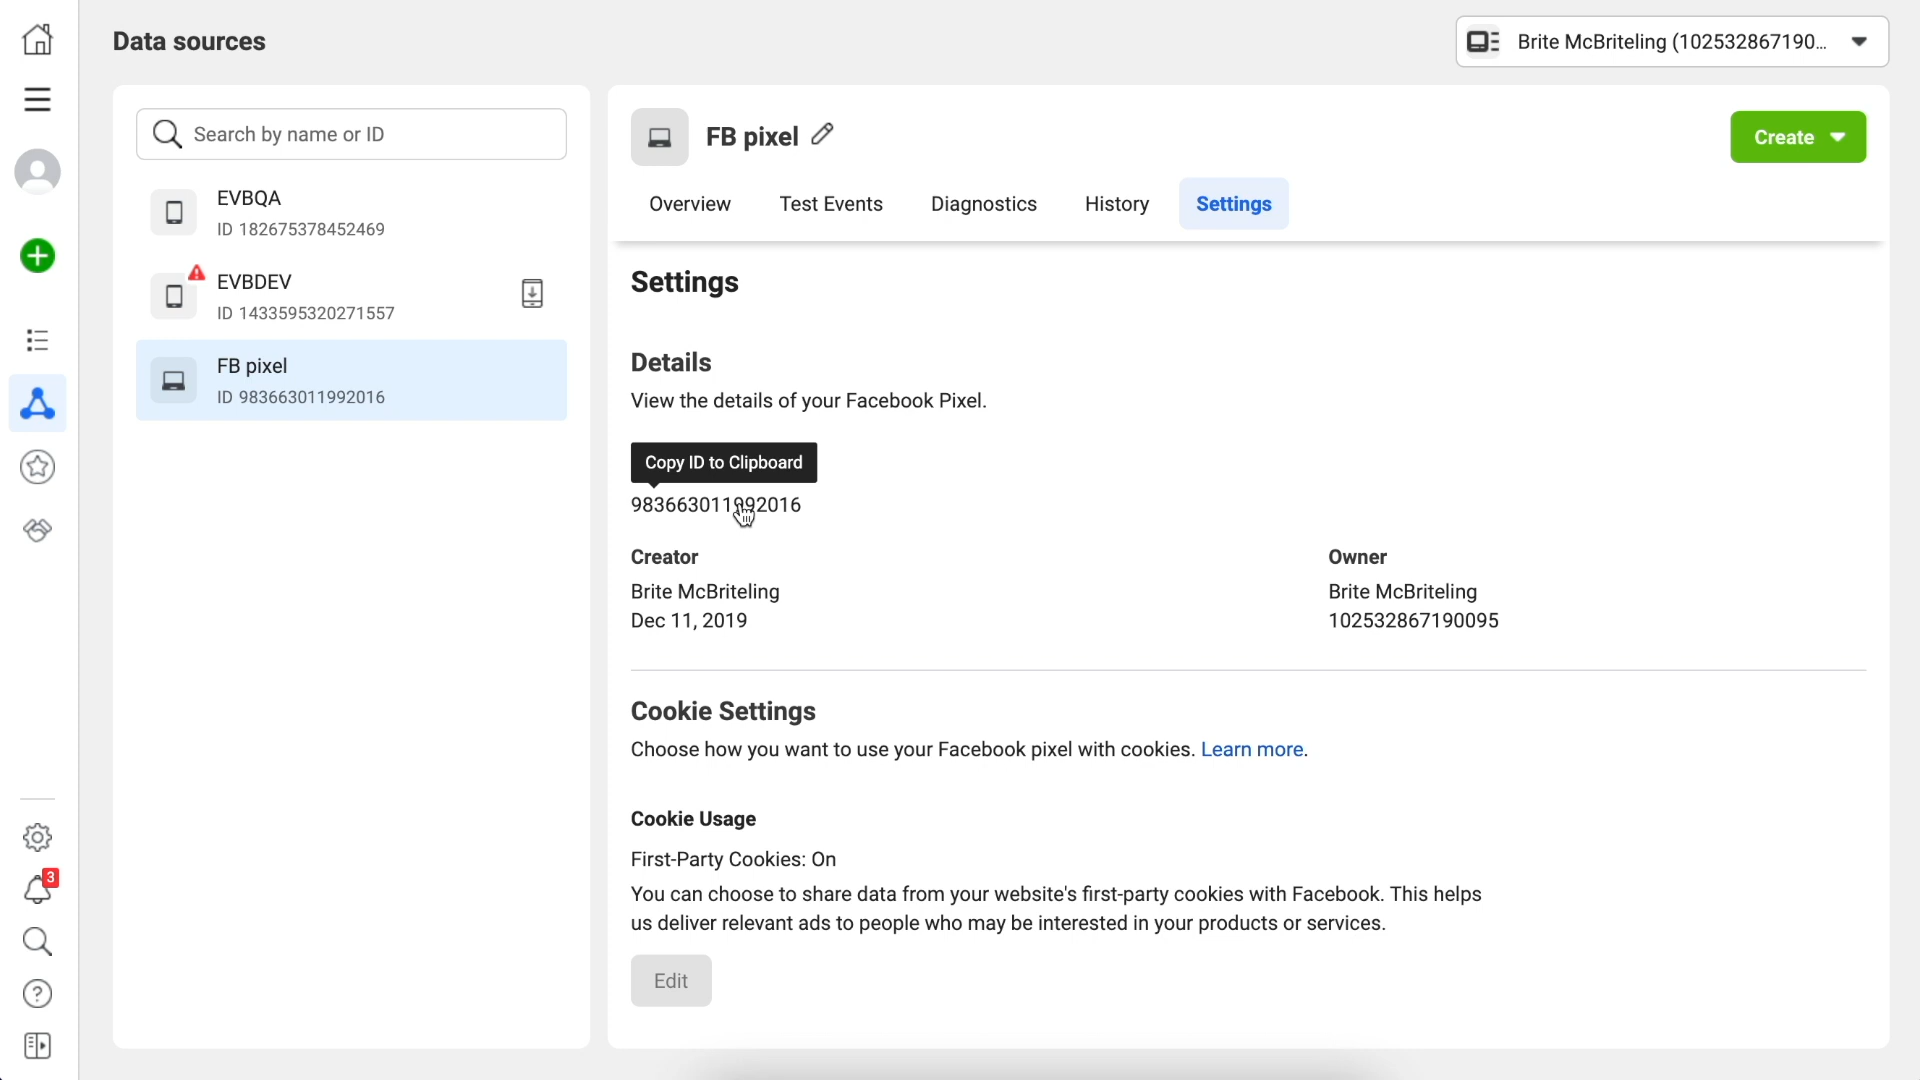 Data sources
Brite McBriteling (102532867190...
Search by name or ID
EVBQA
ID 182675378452469
EVBDEV
ID 1433595320271557
FB pixel
ID 983663011992016
FB pixel
Create
Overview
Test Events
Diagnostics
History
Settings
Settings
Details
View the details of your Facebook Pixel.
Copy ID to Clipboard
983663011992016
Creator
Brite McBriteling
Dec 11, 2019
Owner
Brite McBriteling
102532867190095
Cookie Settings
Choose how you want to use your Facebook pixel with cookies. Learn more.
Cookie Usage
First-Party Cookies: On
You can choose to share data from your website's first-party cookies with Facebook. This helps
us deliver relevant ads to people who may be interested in your products or services.
Edit
3